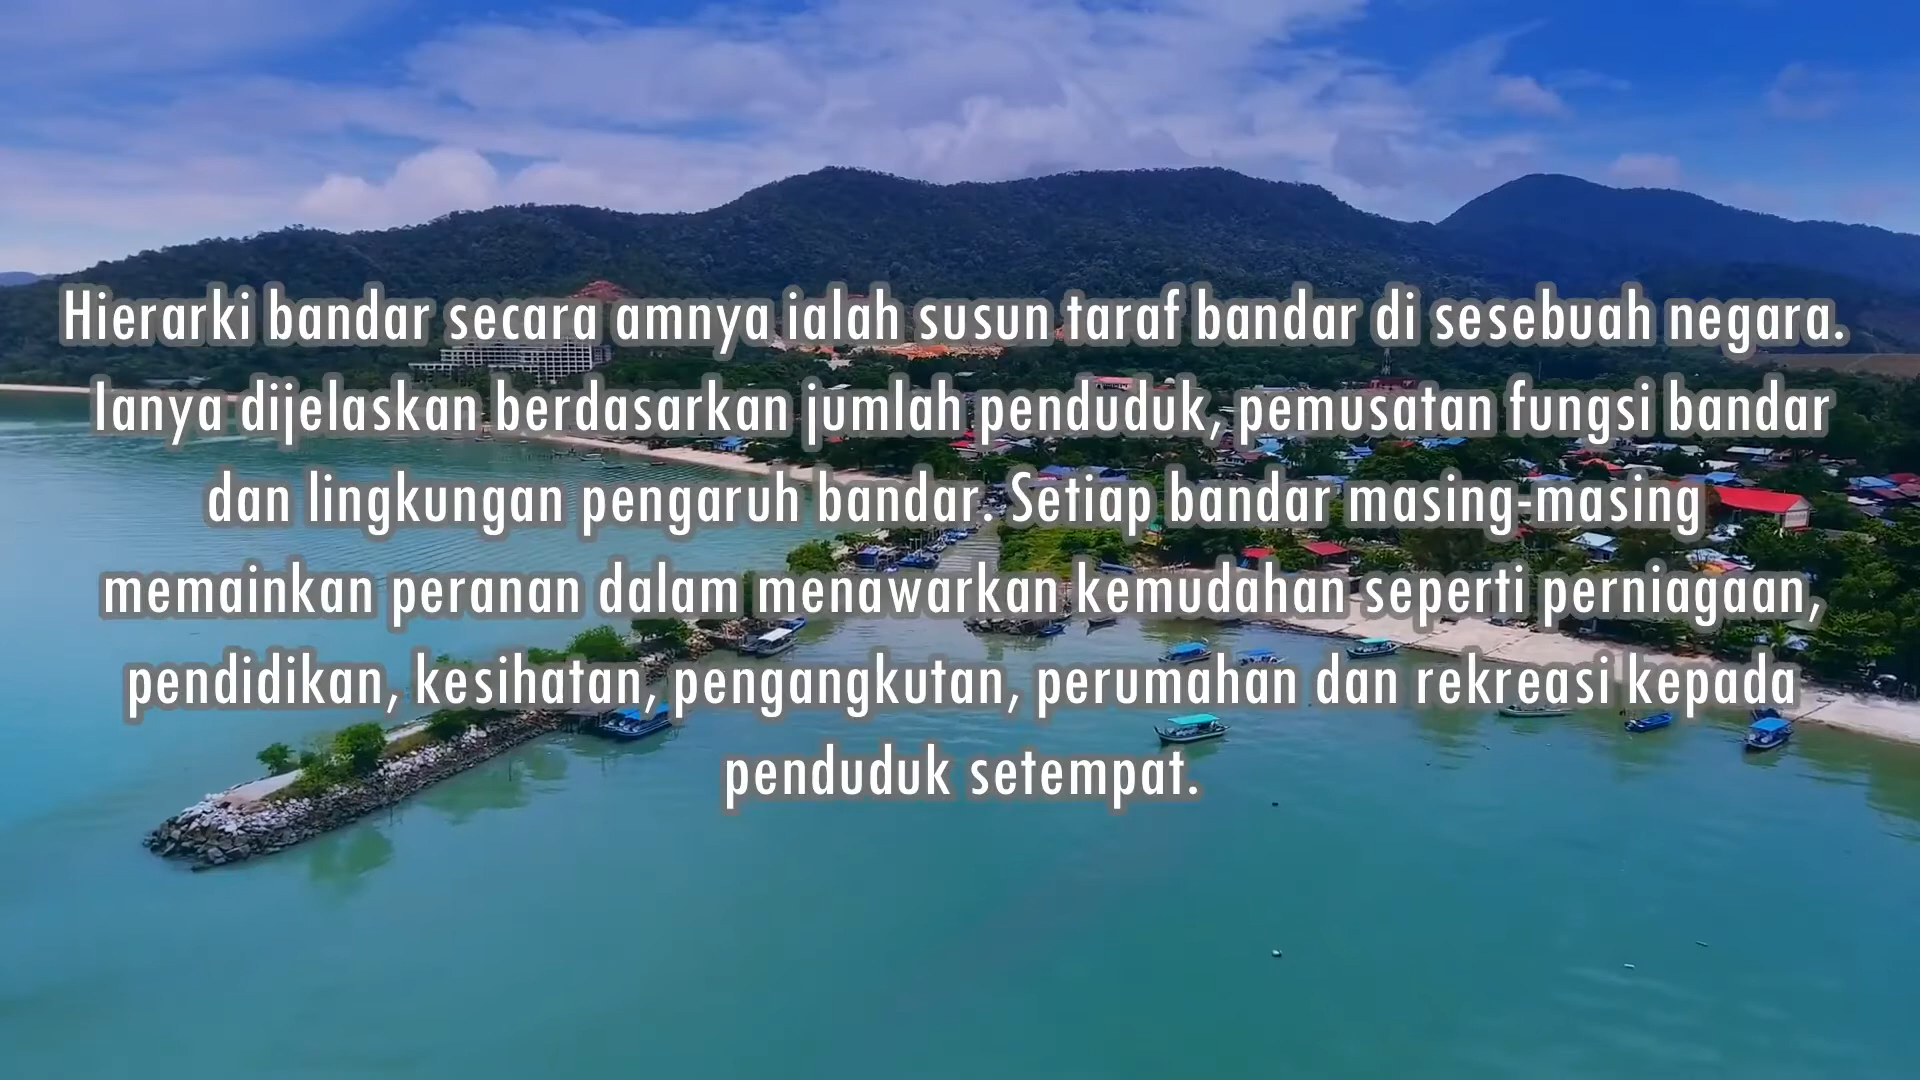 Hierarki bandar secara amnya ialah susun taraf bandar di sesebuah negara.
Ianya dijelaskan berdasarkan jumlah penduduk, pemusatan fungsi bandar
dan lingkungan pengaruh bandar. Setiap bandar masing-masing
memainkan peranan dalam menawarkan kemudahan seperti perniagaan,
pendidikan, kesihatan, pengangkutan, perumahan dan rekreasi kepada
penduduk setempat.